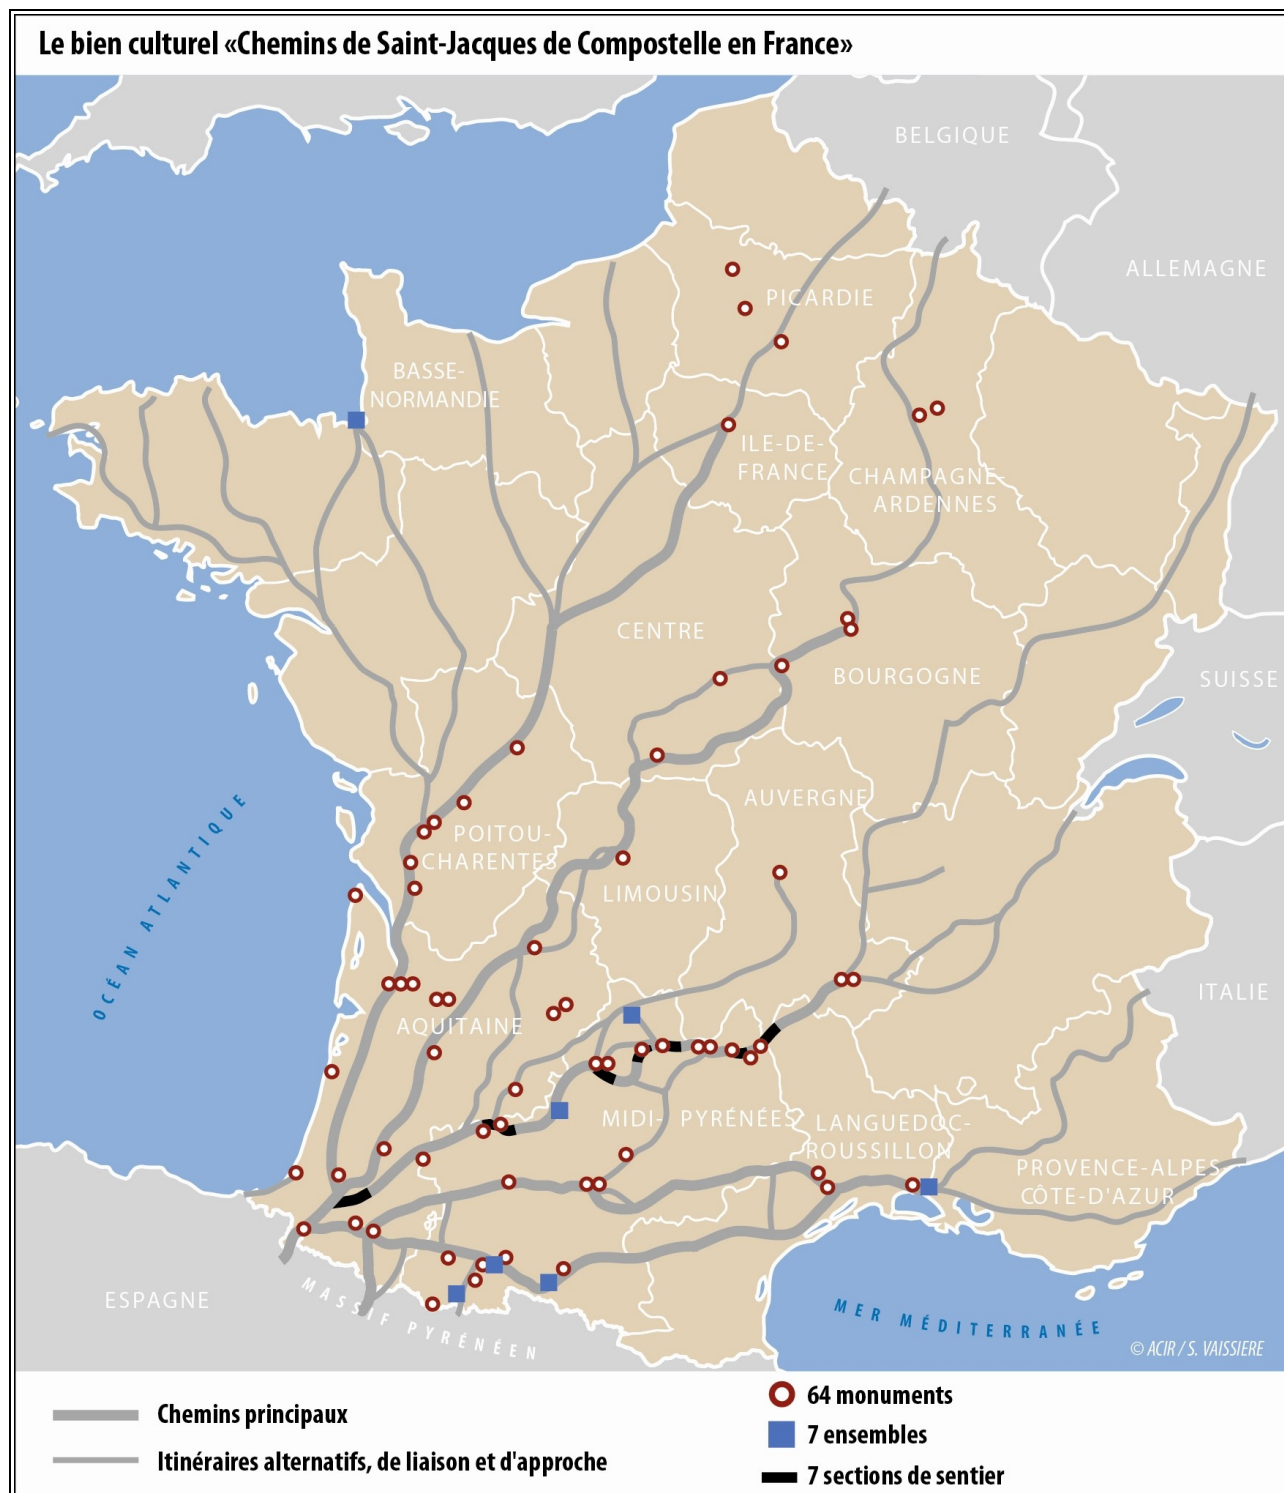 Le bien culturel «Chemins de Saint-Jacques de Compostelle en France»
BELGIQUE
ALLEMAGNE
PICARDIE
BASSE-
NORMANDIE
ILE-DE-
FRANCE
CHAMPAGNE-
ARDENNES
CENTRE
BOURGOGNE
SUISSE
AUVERGNE
POITOU-
CHARENTES
LIMOUSIN
OCÉAN ATLANTIQUE
ITALIE
AQUITAINE
MIDI-PYRÉNÉES
LANGUEDOC-
ROUSSILLON
PROVENCE-ALPES-
CÔTE-D'AZUR
ESPAGNE
MASSIF PYRÉNÉEN
MER MÉDITERRANÉE
© ACIR / S. VAISSIERE
Chemins principaux
Itinéraires alternatifs, de liaison et d'approche
64 monuments
7 ensembles
7 sections de sentier